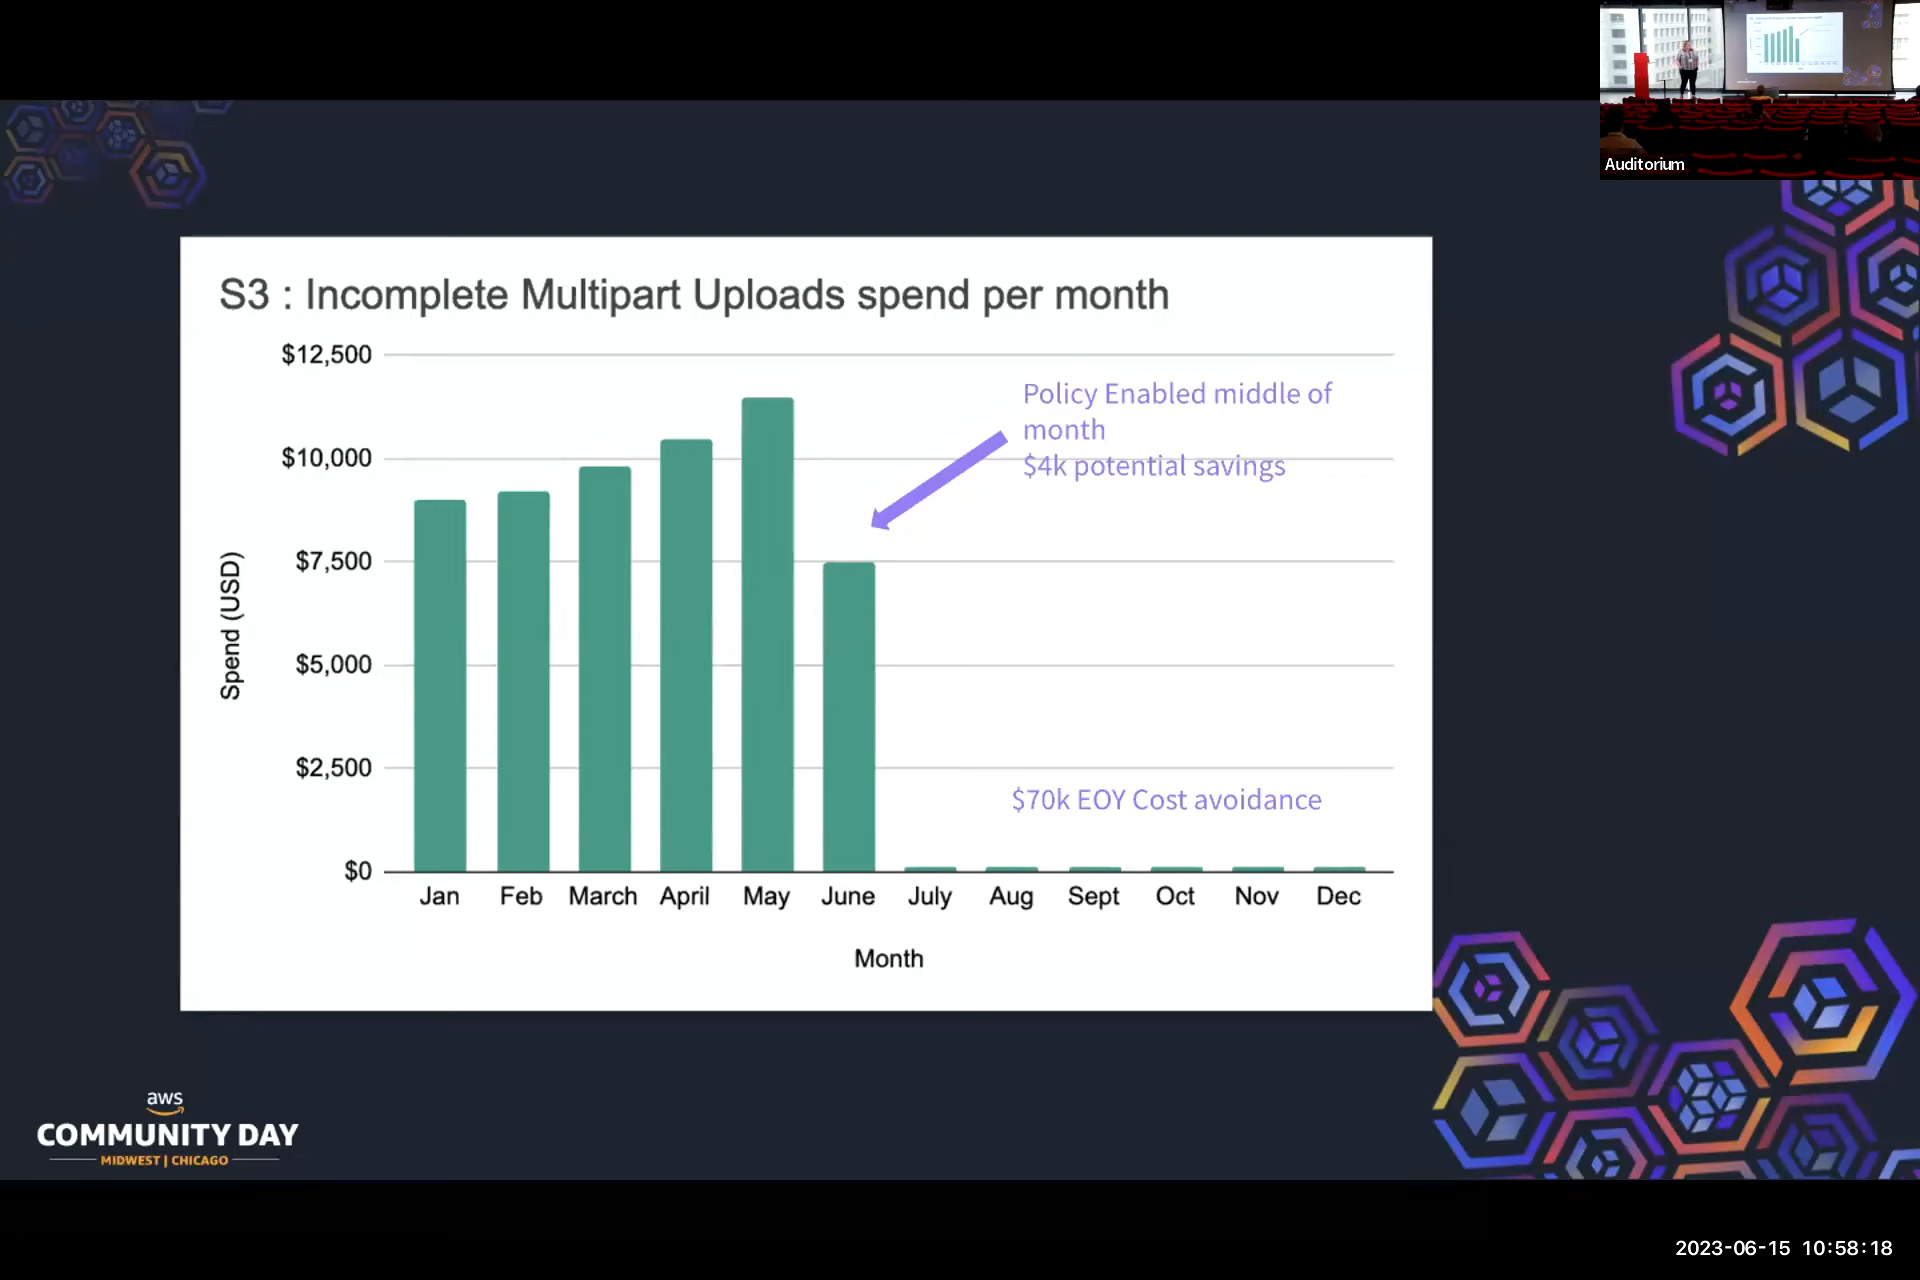 Auditorium
S3 : Incomplete Multipart Uploads spend per month
$12,500
$10,000
$7,500
$5,000
$2,500
$0
Spend (USD)
Policy Enabled middle of
month
$4k potential savings
$70k EOY Cost avoidance
Jan Feb March April May June July Aug Sept Oct Nov Dec
Month
aws
COMMUNITY DAY
MIDWEST | CHICAGO
2023-06-15 10:58:18